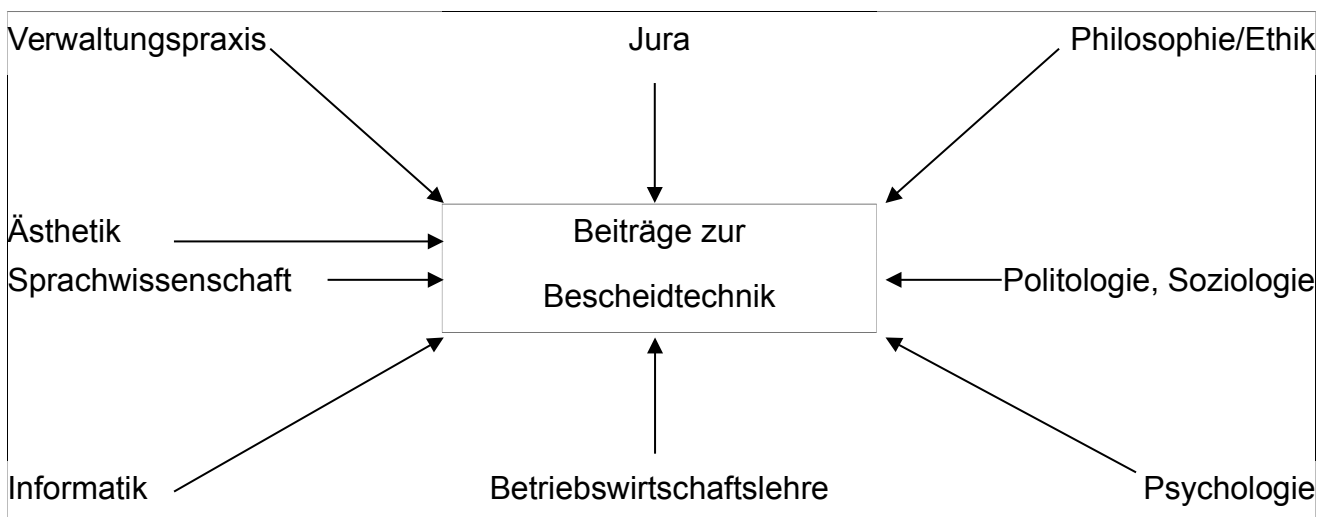 Verwaltungspraxis
Jura
Philosophie/Ethik
Ästhetik
Beiträge zur
Sprachwissenschaft
Bescheidtechnik
Politologie, Soziologie
Informatik
Betriebswirtschaftslehre
Psychologie